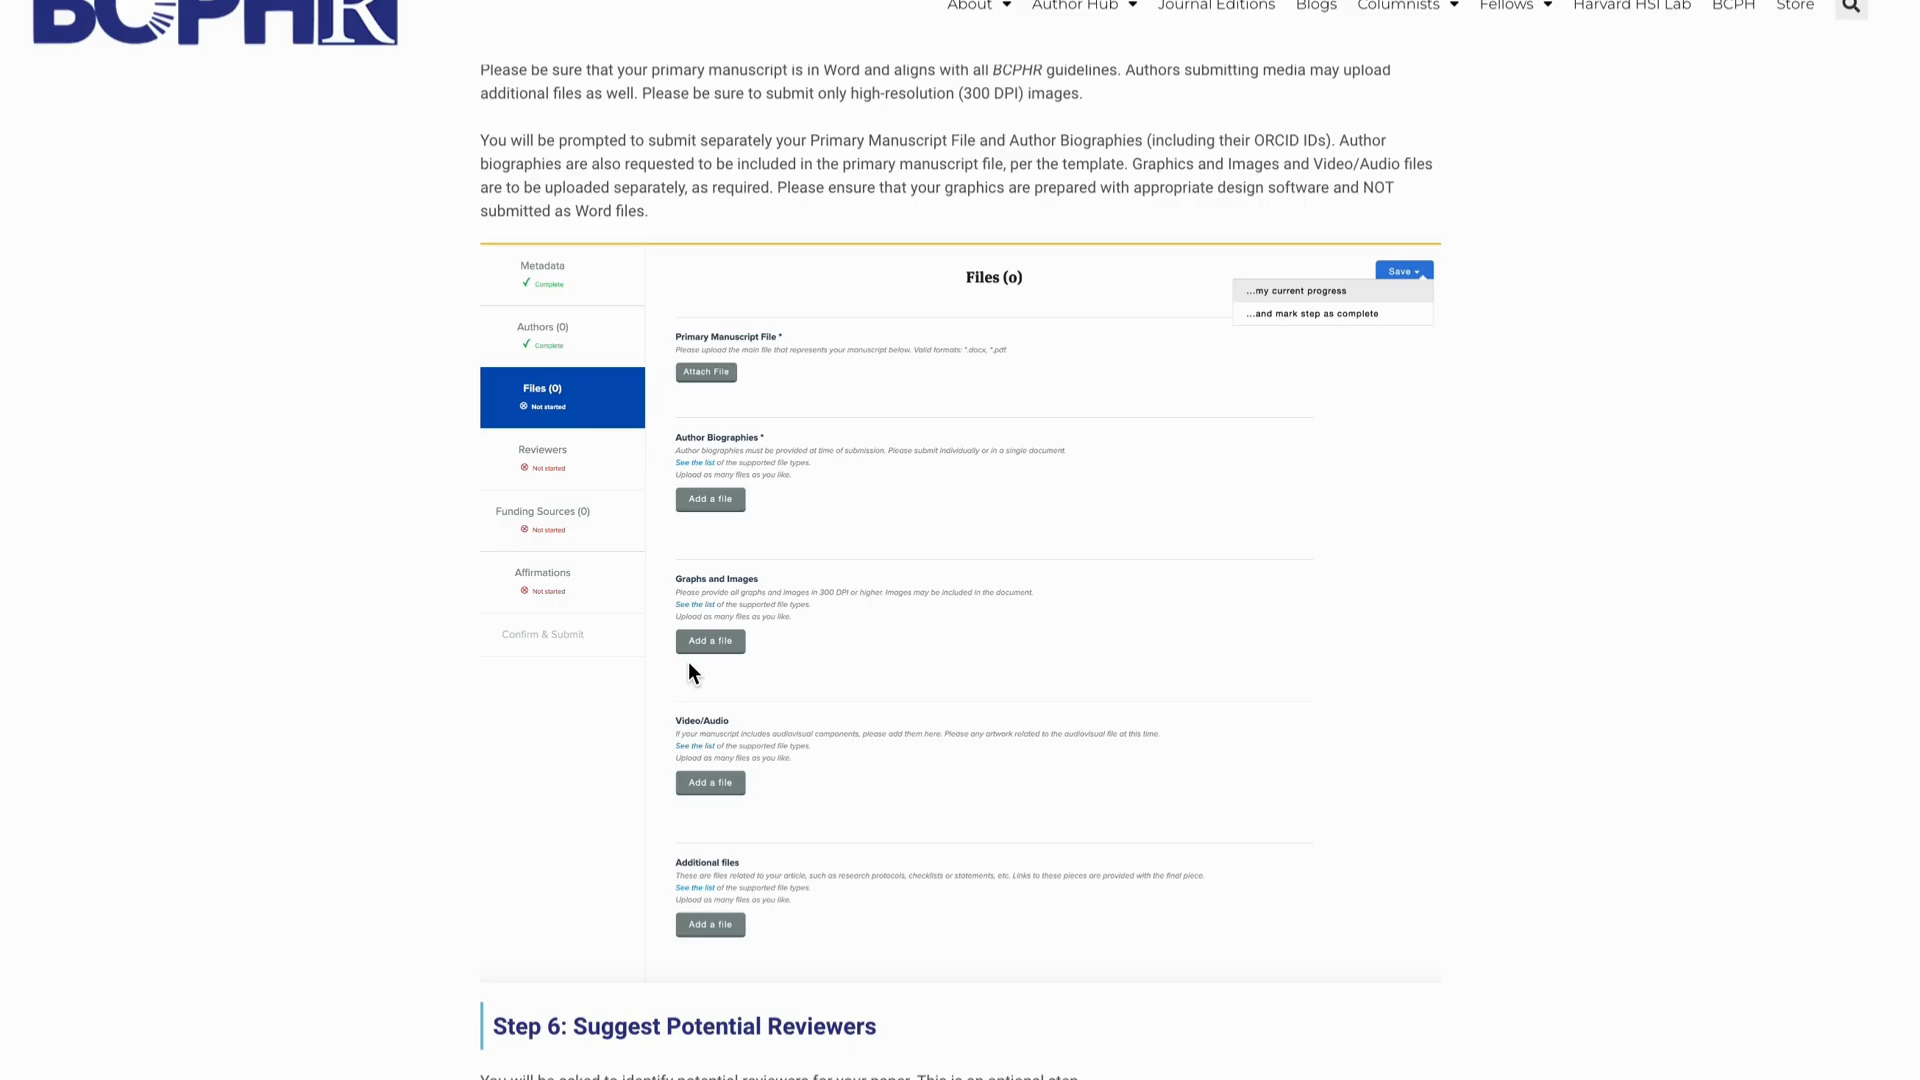 BCPHR
About
Author Hub
Journal Editions
Blogs
Columnists
Fellows
Harvard HSI Lab
BCPH
Store
Please be sure that your primary manuscript is in Word and aligns with all BCPHR guidelines. Authors submitting media may upload
additional files as well. Please be sure to submit only high-resolution (300 DPI) images.
You will be prompted to submit separately your Primary Manuscript File and Author Biographies (including their ORCID IDs). Author
biographies are also requested to be included in the primary manuscript file, per the template. Graphics and Images and Video/Audio files
are to be uploaded separately, as required. Please ensure that your graphics are prepared with appropriate design software and NOT
submitted as Word files.
Metadata
Complete
Authors (0)
Complete
Files (0)
Not started
Reviewers
Not started
Funding Sources (0)
Not started
Affirmations
Not started
Confirm & Submit
Files (0)
Save
...my current progress
...and mark step as complete
Primary Manuscript File *
Please upload the main file that represents your manuscript below. Valid formats: *.docx, *.pdf
Attach File
Author Biographies *
Author biographies must be provided at time of submission. Please submit individually or in a single document.
See the list of the supported file types.
Upload as many files as you like.
Add a file
Graphs and Images
Please provide all graphs and images in 300 DPI or higher. Images may be included in the document.
See the list of the supported file types.
Upload as many files as you like.
Add a file
Video/Audio
If your manuscript includes audiovisual components, please add them here. Please any artwork related to the audiovisual file at this time.
See the list of the supported file types.
Upload as many files as you like.
Add a file
Additional files
These are files related to your article, such as research protocols, checklists or statements, etc. Links to these pieces are provided with the final piece.
See the list of the supported file types.
Upload as many files as you like.
Add a file
Step 6: Suggest Potential Reviewers
You will be asked to identify potential reviewers for your paper. This is an optional step.